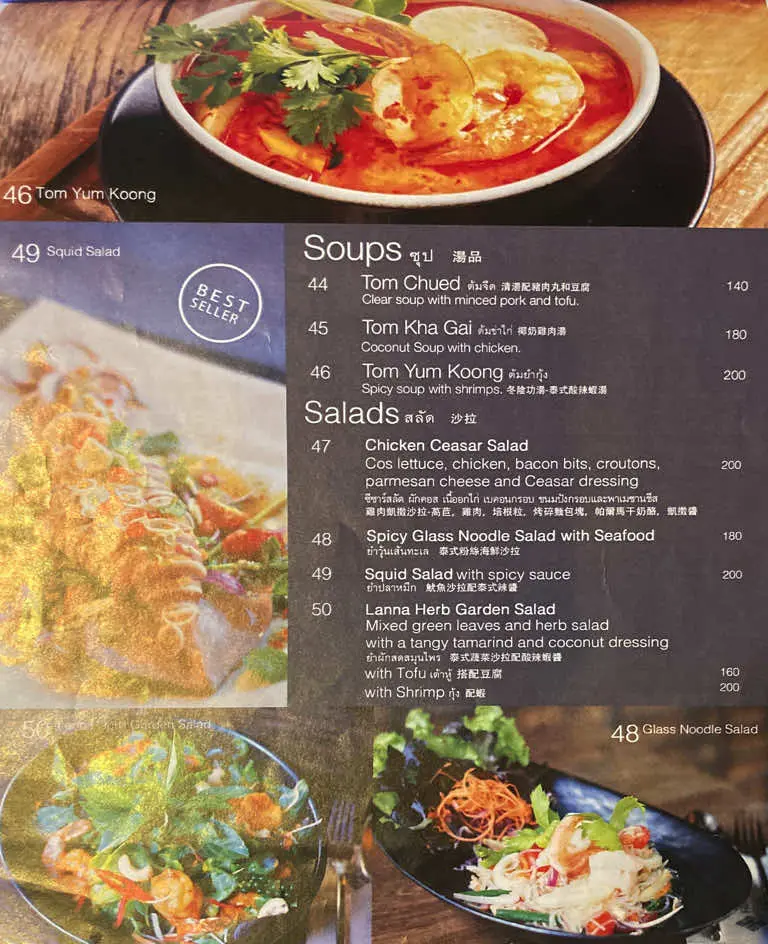 46 Tom Yum Koong
49 Squid Salad
BEST
SELLER
Soups ซุป 湯品
44 Tom Chued ต้มจืด 清湯配豬肉丸和豆腐 140
Clear soup with minced pork and tofu.
45 Tom Kha Gai ต้มข่าไก่ 椰奶雞肉湯 180
Coconut Soup with chicken.
46 Tom Yum Koong ต้มยำกุ้ง 200
Spicy soup with shrimps. 冬陰功湯-泰式酸辣蝦湯
Salads สลัด 沙拉
47 Chicken Ceasar Salad
Cos lettuce, chicken, bacon bits, croutons, 200
parmesan cheese and Ceasar dressing
ซีซาร์สลัด ผักคอส เนื้ออกไก่ เบคอนกรอบ ขนมปังกรอบและพาเมซานชีส
雞肉凱撒沙拉-萵苣, 雞肉, 培根粒, 烤碎麵包塊, 帕爾馬干奶酪, 凱撒醬
48 Spicy Glass Noodle Salad with Seafood 180
ยำวุ้นเส้นทะเล 泰式粉絲海鮮沙拉
49 Squid Salad with spicy sauce 200
ยำปลาหมึก 魷魚沙拉配泰式辣醬
50 Lanna Herb Garden Salad
Mixed green leaves and herb salad
with a tangy tamarind and coconut dressing
ยำผักสดสมุนไพร 泰式蔬菜沙拉配酸辣蝦醬
with Tofu เต้าหู้ 搭配豆腐 160
with Shrimp กุ้ง 配蝦 200
50 Lanna Herb Garden Salad
48 Glass Noodle Salad